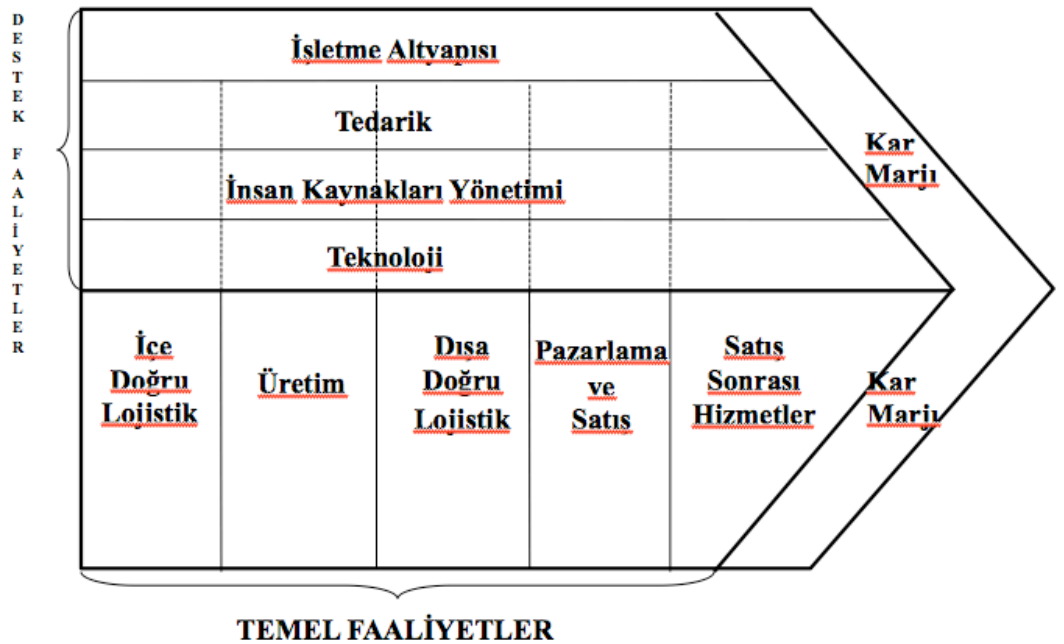 DESTEK FAALİYETLER
İşletme Altyapısı
Tedarik
İnsan Kaynakları Yönetimi
Teknoloji
Kar
Marjı
İçe
Doğru
Lojistik
Üretim
Dışa
Doğru
Lojistik
Pazarlama
ve
Satış
Satış
Sonrası
Hizmetler
Kar
Marjı
TEMEL FAALİYETLER